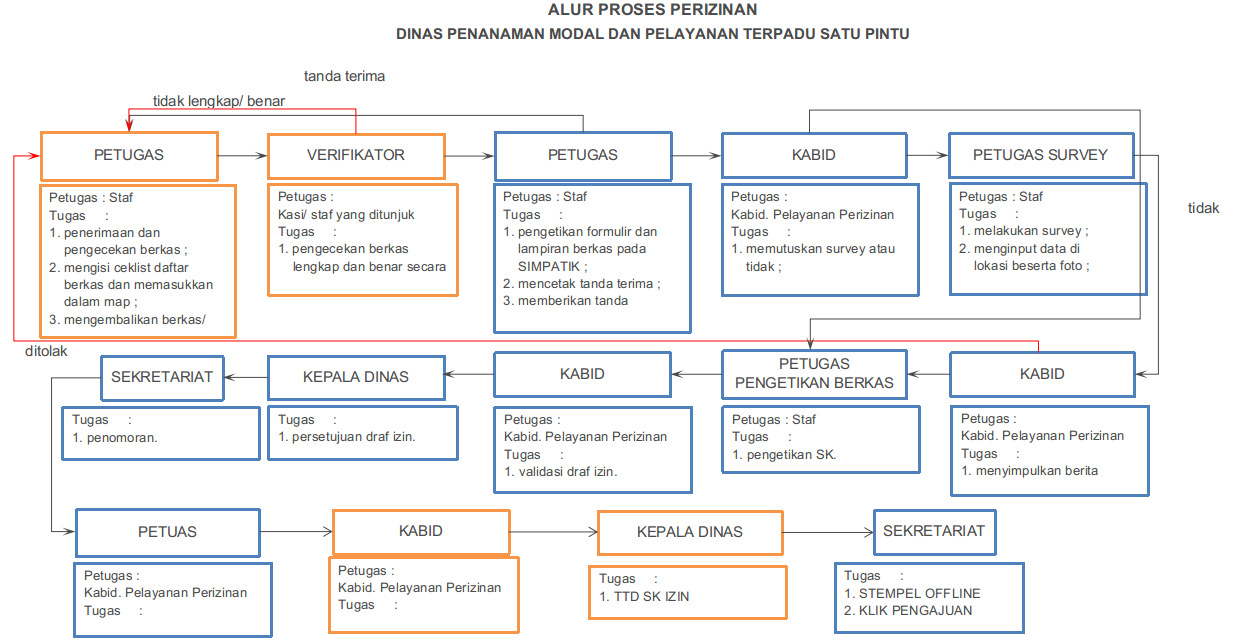 ALUR PROSES PERIZINAN
DINAS PENANAMAN MODAL DAN PELAYANAN TERPADU SATU PINTU
tanda terima
tidak lengkap/ benar
PETUGAS
Petugas : Staf
Tugas :
1. penerimaan dan
pengecekan berkas ;
2. mengisi ceklist daftar
berkas dan memasukkan
dalam map ;
3. mengembalikan berkas/
VERIFIKATOR
Petugas :
Kasi/ staf yang ditunjuk
Tugas :
1. pengecekan berkas
lengkap dan benar secara
PETUGAS
Petugas : Staf
Tugas :
1. pengetikan formulir dan
lampiran berkas pada
SIMPATIK ;
2. mencetak tanda terima ;
3. memberikan tanda
KABID
Petugas :
Kabid. Pelayanan Perizinan
Tugas :
1. memutuskan survey atau
tidak ;
PETUGAS SURVEY
Petugas : Staf
Tugas :
1. melakukan survey ;
2. menginput data di
lokasi beserta foto ;
tidak
ditolak
SEKRETARIAT
Tugas :
1. penomoran.
KEPALA DINAS
Tugas :
1. persetujuan draf izin.
KABID
Petugas :
Kabid. Pelayanan Perizinan
Tugas :
1. validasi draf izin.
PETUGAS
PENGETIKAN BERKAS
Petugas : Staf
Tugas :
1. pengetikan SK.
KABID
Petugas :
Kabid. Pelayanan Perizinan
Tugas :
1. menyimpulkan berita
PETUAS
Petugas :
Kabid. Pelayanan Perizinan
Tugas :
KABID
Petugas :
Kabid. Pelayanan Perizinan
Tugas :
KEPALA DINAS
Tugas :
1. TTD SK IZIN
SEKRETARIAT
Tugas :
1. STEMPEL OFFLINE
2. KLIK PENGAJUAN